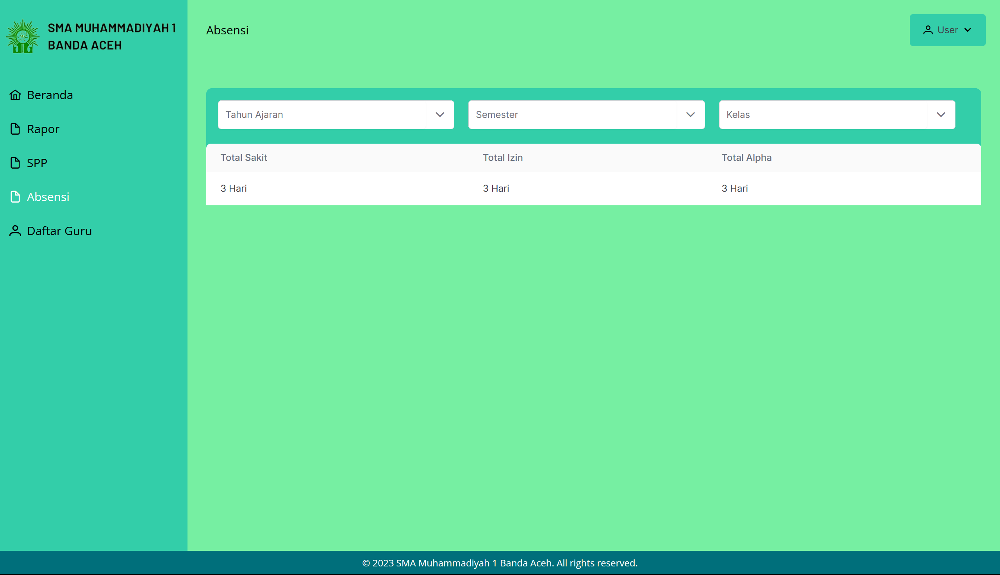 SMA MUHAMMADIYAH 1
BANDA ACEH
Absensi
User
Beranda
Rapor
SPP
Absensi
Daftar Guru
Tahun Ajaran
Semester
Kelas
Total Sakit
Total Izin
Total Alpha
3 Hari
3 Hari
3 Hari
© 2023 SMA Muhammadiyah 1 Banda Aceh. All rights reserved.